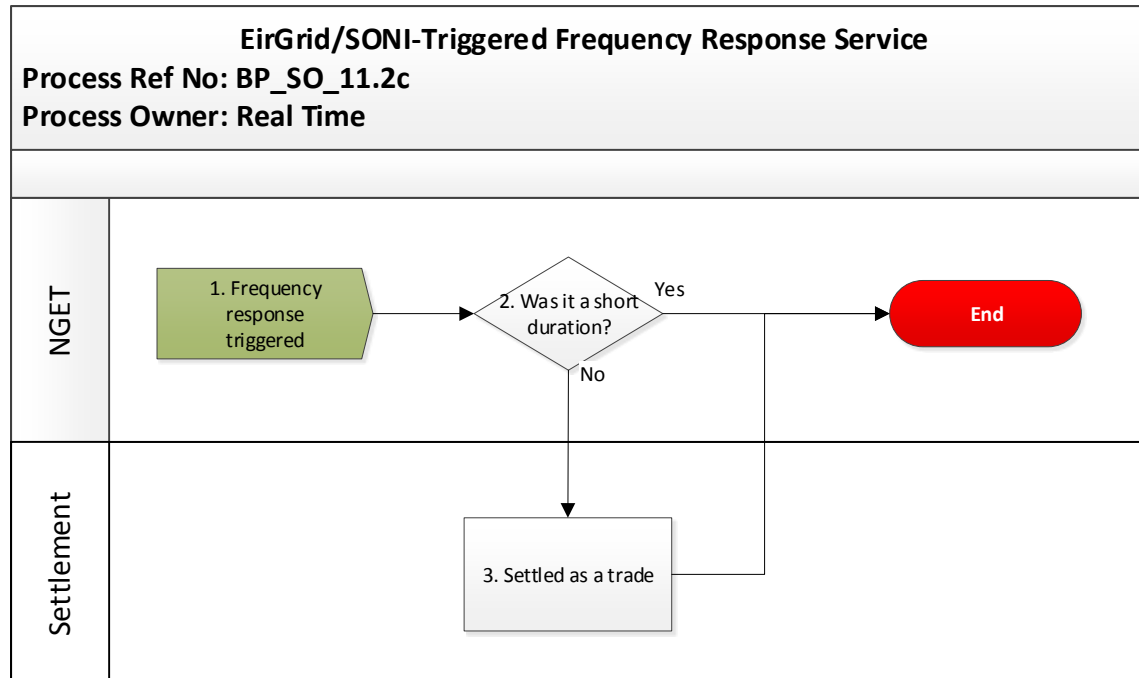 EirGrid/SONI-Triggered Frequency Response Service
Process Ref No: BP_SO_11.2c
Process Owner: Real Time
NGET
1. Frequency
response
triggered
2. Was it a short
duration?
Yes
No
End
Settlement
3. Settled as a trade